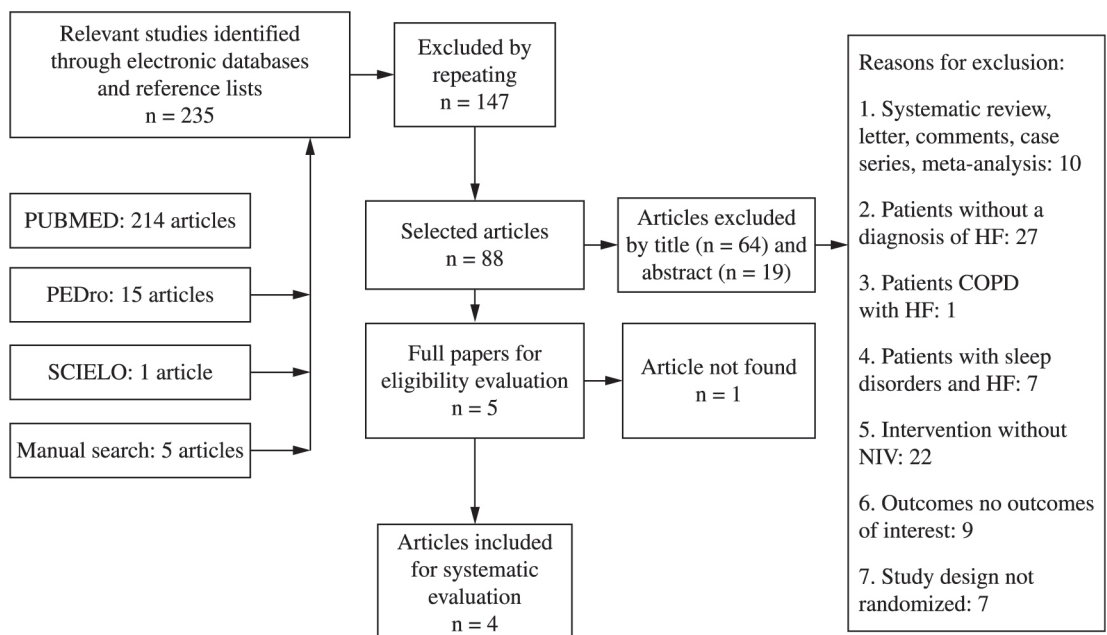 Relevant studies identified
through electronic databases
and reference lists
n = 235
Excluded by
repeating
n = 147
PUBMED: 214 articles
PEDro: 15 articles
SCIELO: 1 article
Manual search: 5 articles
Selected articles
n = 88
Articles excluded
by title (n = 64) and
abstract (n = 19)
Full papers for
eligibility evaluation
n = 5
Article not found
n = 1
Articles included
for systematic
evaluation
n = 4
Reasons for exclusion:
1. Systematic review,
letter, comments, case
series, meta-analysis: 10
2. Patients without a
diagnosis of HF: 27
3. Patients COPD
with HF: 1
4. Patients with sleep
disorders and HF: 7
5. Intervention without
NIV: 22
6. Outcomes no outcomes
of interest: 9
7. Study design not
randomized: 7